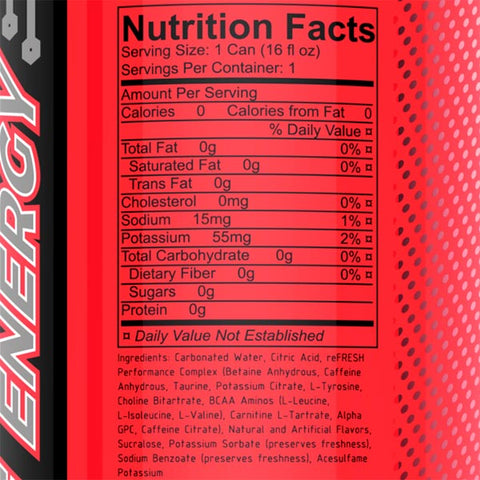 ENERGY
Nutrition Facts
Serving Size: 1 Can (16 fl oz)
Servings Per Container: 1
Amount Per Serving
Calories 0 Calories from Fat 0
% Daily Value ¤
Total Fat 0g 0% ¤
Saturated Fat 0g 0% ¤
Trans Fat 0g
Cholesterol 0mg 0% ¤
Sodium 15mg 1% ¤
Potassium 55mg 2% ¤
Total Carbohydrate 0g 0% ¤
Dietary Fiber 0g 0% ¤
Sugars 0g
Protein 0g
¤ Daily Value Not Established
Ingredients: Carbonated Water, Citric Acid, reFRESH
Performance Complex (Betaine Anhydrous, Caffeine
Anhydrous, Taurine, Potassium Citrate, L-Tyrosine,
Choline Bitartrate, BCAA Aminos (L-Leucine,
L-Isoleucine, L-Valine), Carnitine L-Tartrate, Alpha
GPC, Caffeine Citrate), Natural and Artificial Flavors,
Sucralose, Potassium Sorbate (preserves freshness),
Sodium Benzoate (preserves freshness), Acesulfame
Potassium